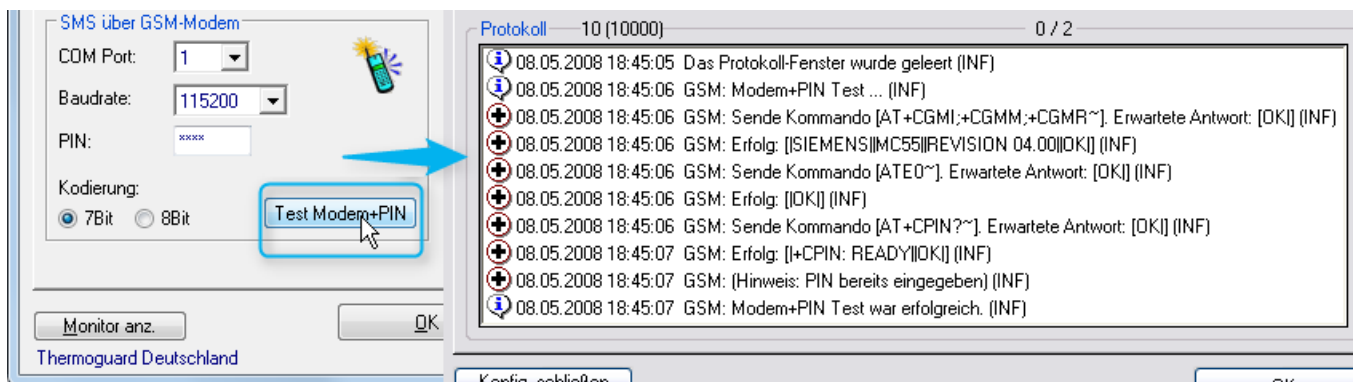 SMS über GSM-Modem
COM Port: 1
Baudrate: 115200
PIN: ****
Kodierung:
7Bit 8Bit
Test Modem+PIN
Monitor anz. OK
Thermoguard Deutschland
Protokoll 10 (10000) 0 / 2
08.05.2008 18:45:05 Das Protokoll-Fenster wurde geleert (INF)
08.05.2008 18:45:06 GSM: Modem+PIN Test ... (INF)
08.05.2008 18:45:06 GSM: Sende Kommando [AT+CGMI;+CGMM;+CGMR~]. Erwartete Antwort: [OK|] (INF)
08.05.2008 18:45:06 GSM: Erfolg: [|SIEMENS||MC55||REVISION 04.00||OK|] (INF)
08.05.2008 18:45:06 GSM: Sende Kommando [ATE0~]. Erwartete Antwort: [OK|] (INF)
08.05.2008 18:45:06 GSM: Erfolg: [|OK|] (INF)
08.05.2008 18:45:06 GSM: Sende Kommando [AT+CPIN?~]. Erwartete Antwort: [OK|] (INF)
08.05.2008 18:45:07 GSM: Erfolg: [|+CPIN: READY||OK|] (INF)
08.05.2008 18:45:07 GSM: (Hinweis: PIN bereits eingegeben) (INF)
08.05.2008 18:45:07 GSM: Modem+PIN Test war erfolgreich. (INF)
Konfig. schließen OK